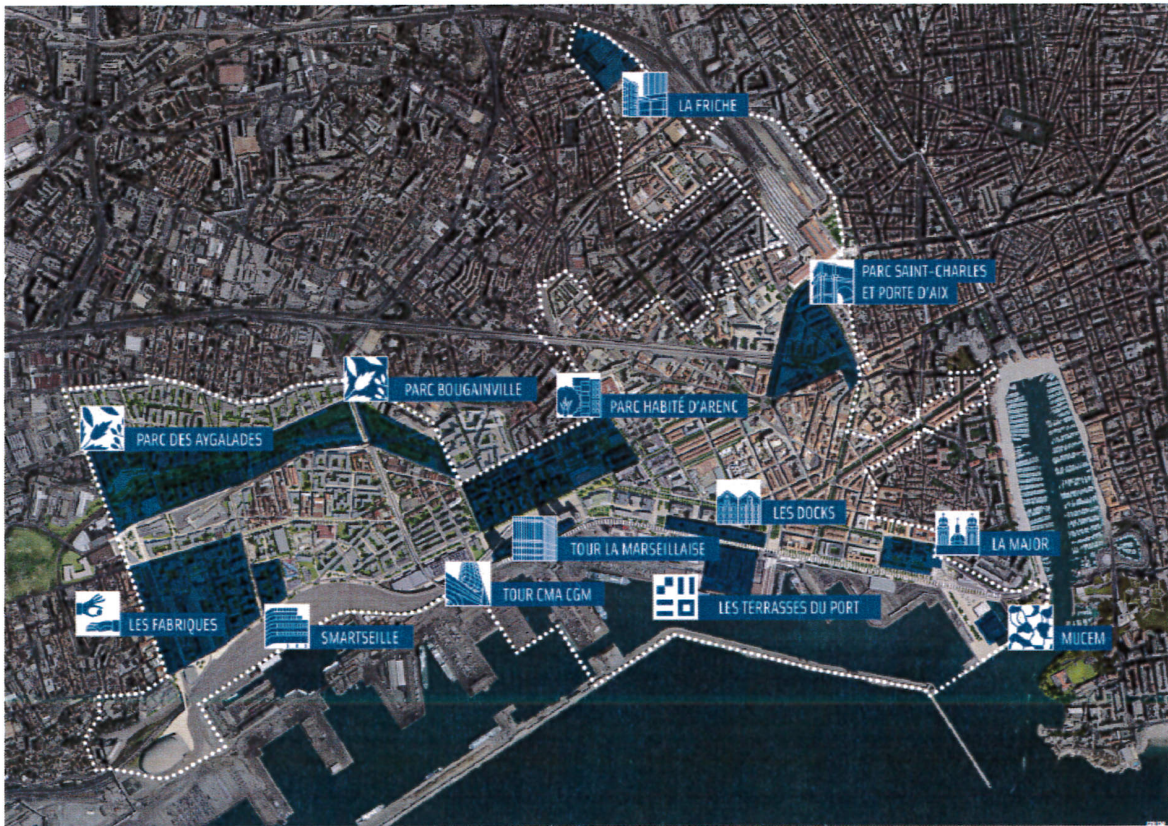 LA FRICHE
PARC SAINT-CHARLES
ET PORTE D'AIX
PARC BOUGAINVILLE
PARC HABITÉ D'ARENC
PARC DES AYGALADES
LES DOCKS
LA MAJOR
TOUR LA MARSEILLAISE
TOUR CMA CGM
LES TERRASSES DU PORT
LES FABRIQUES
SMARTSEILLE
MUCEM